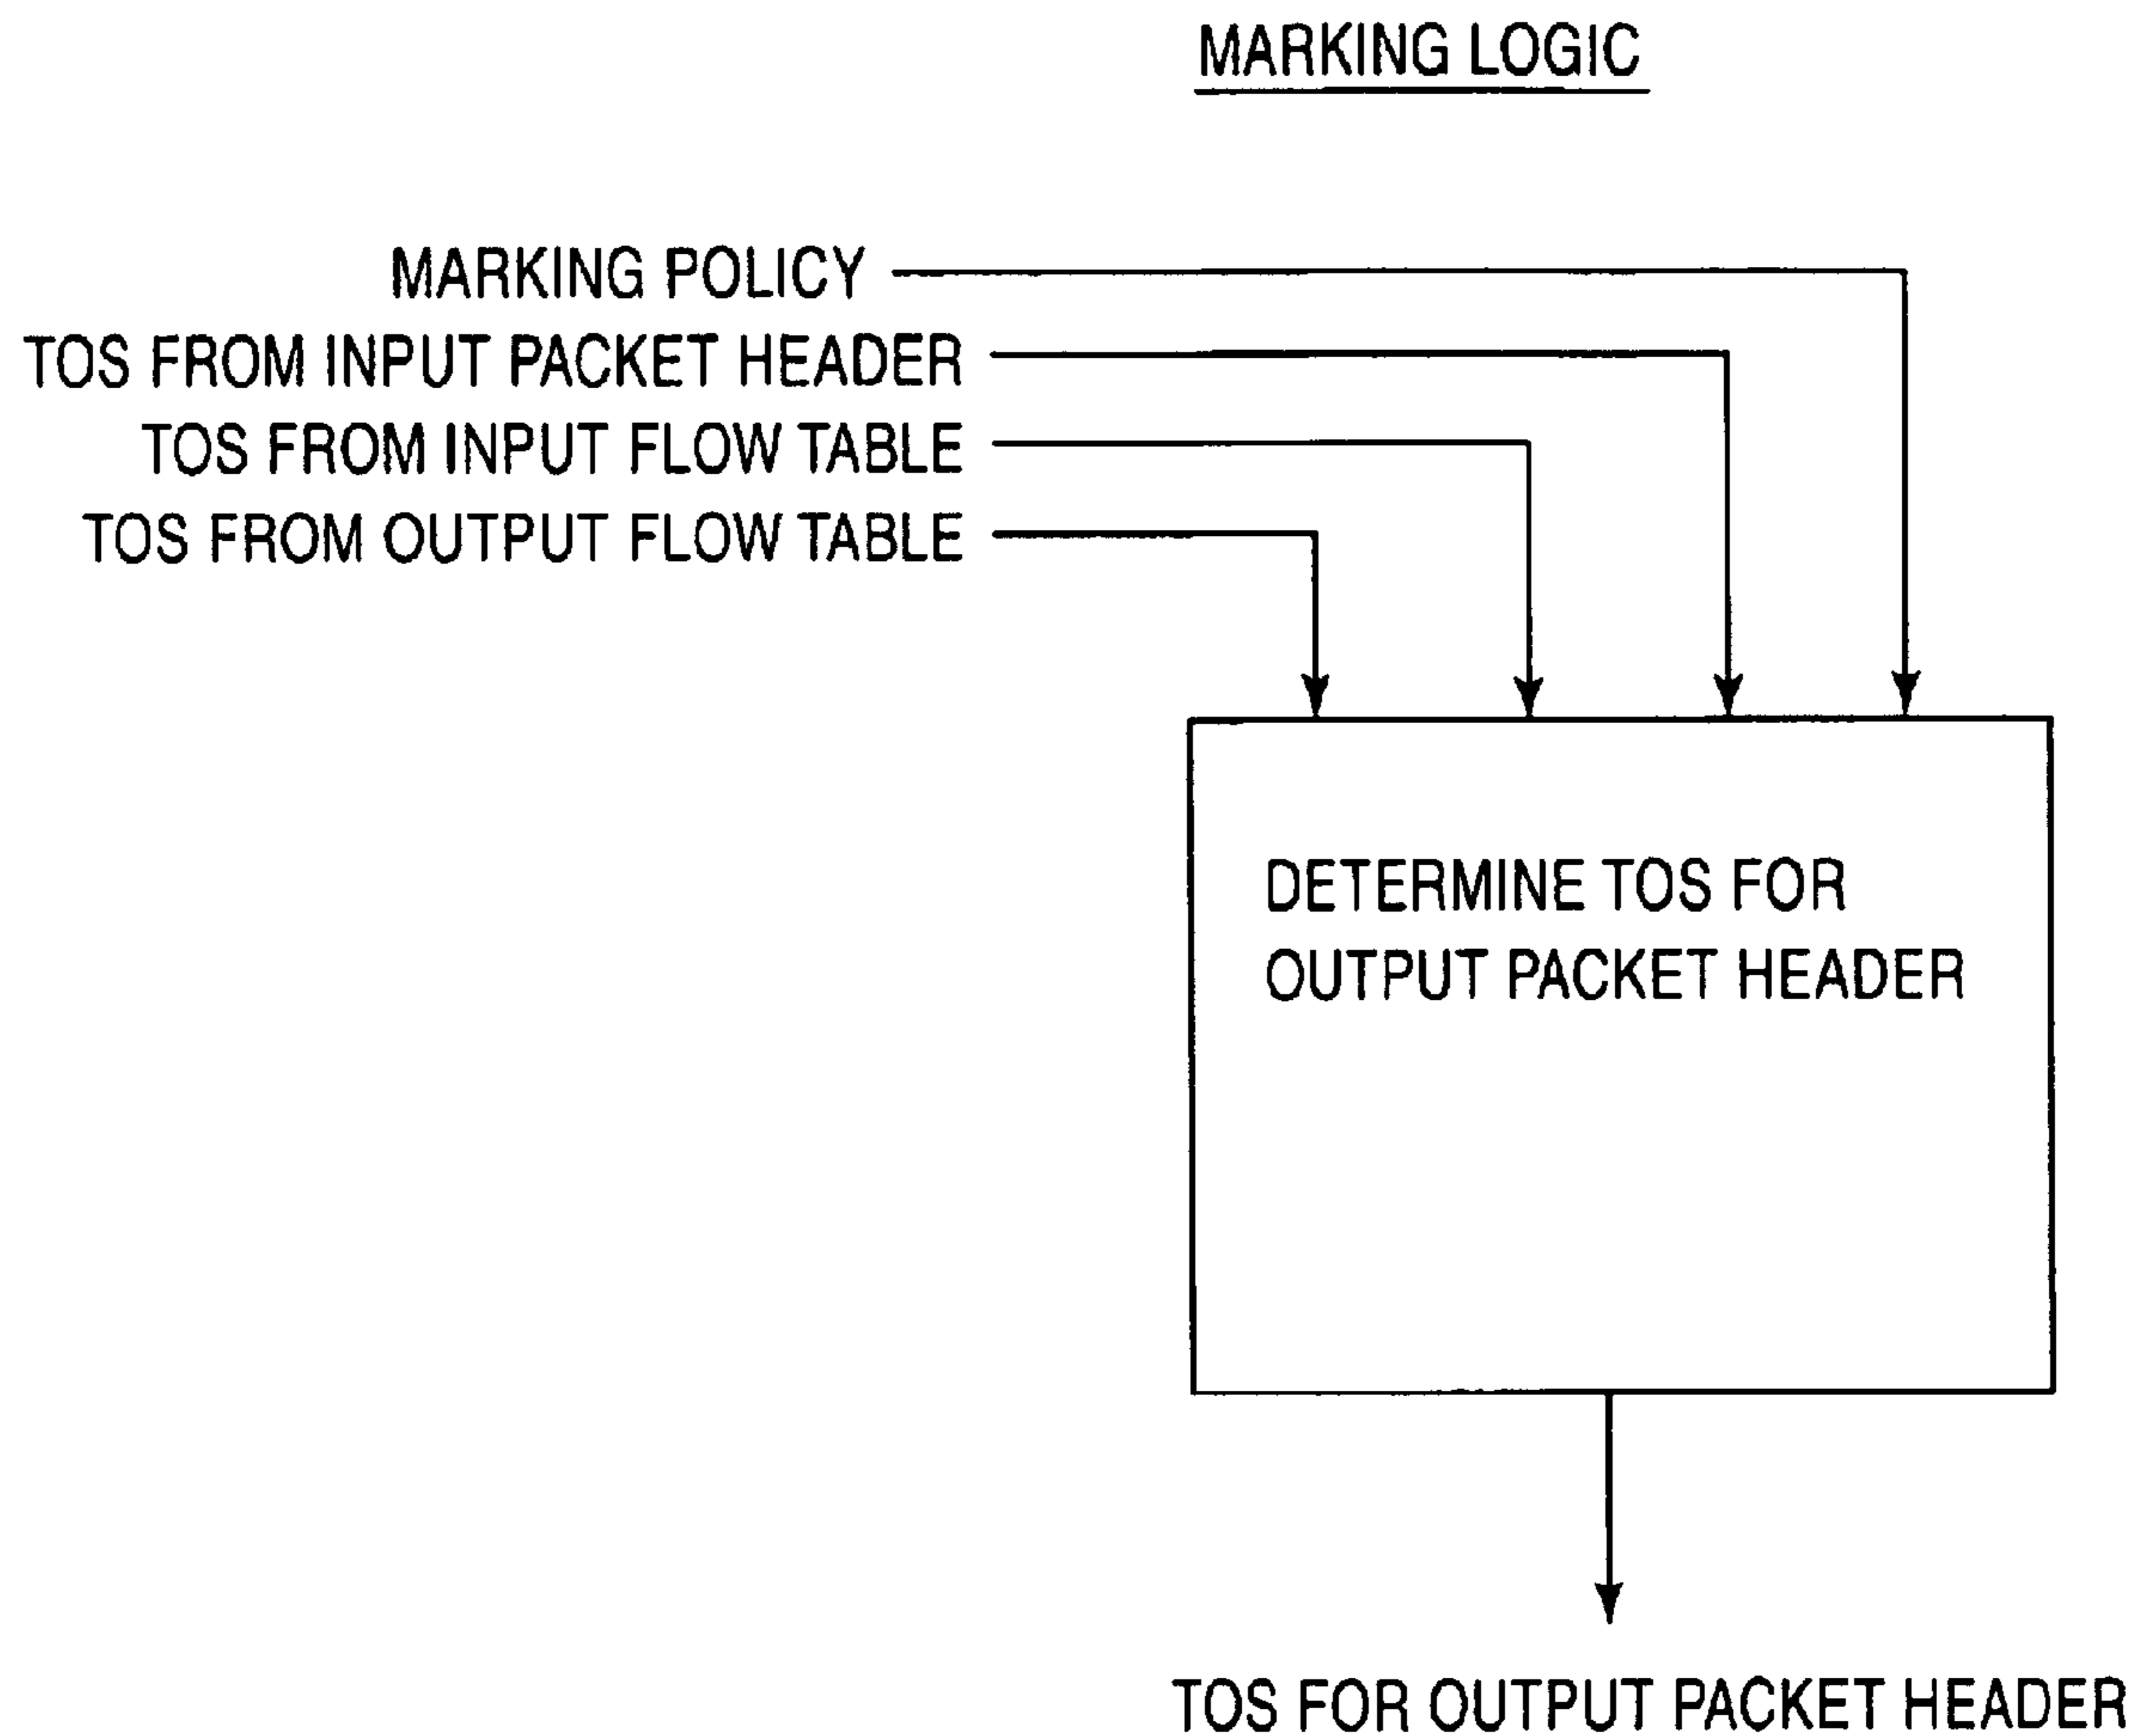 MARKING LOGIC
MARKING POLICY
TOS FROM INPUT PACKET HEADER
TOS FROM INPUT FLOW TABLE
TOS FROM OUTPUT FLOW TABLE
DETERMINE TOS FOR
OUTPUT PACKET HEADER
TOS FOR OUTPUT PACKET HEADER